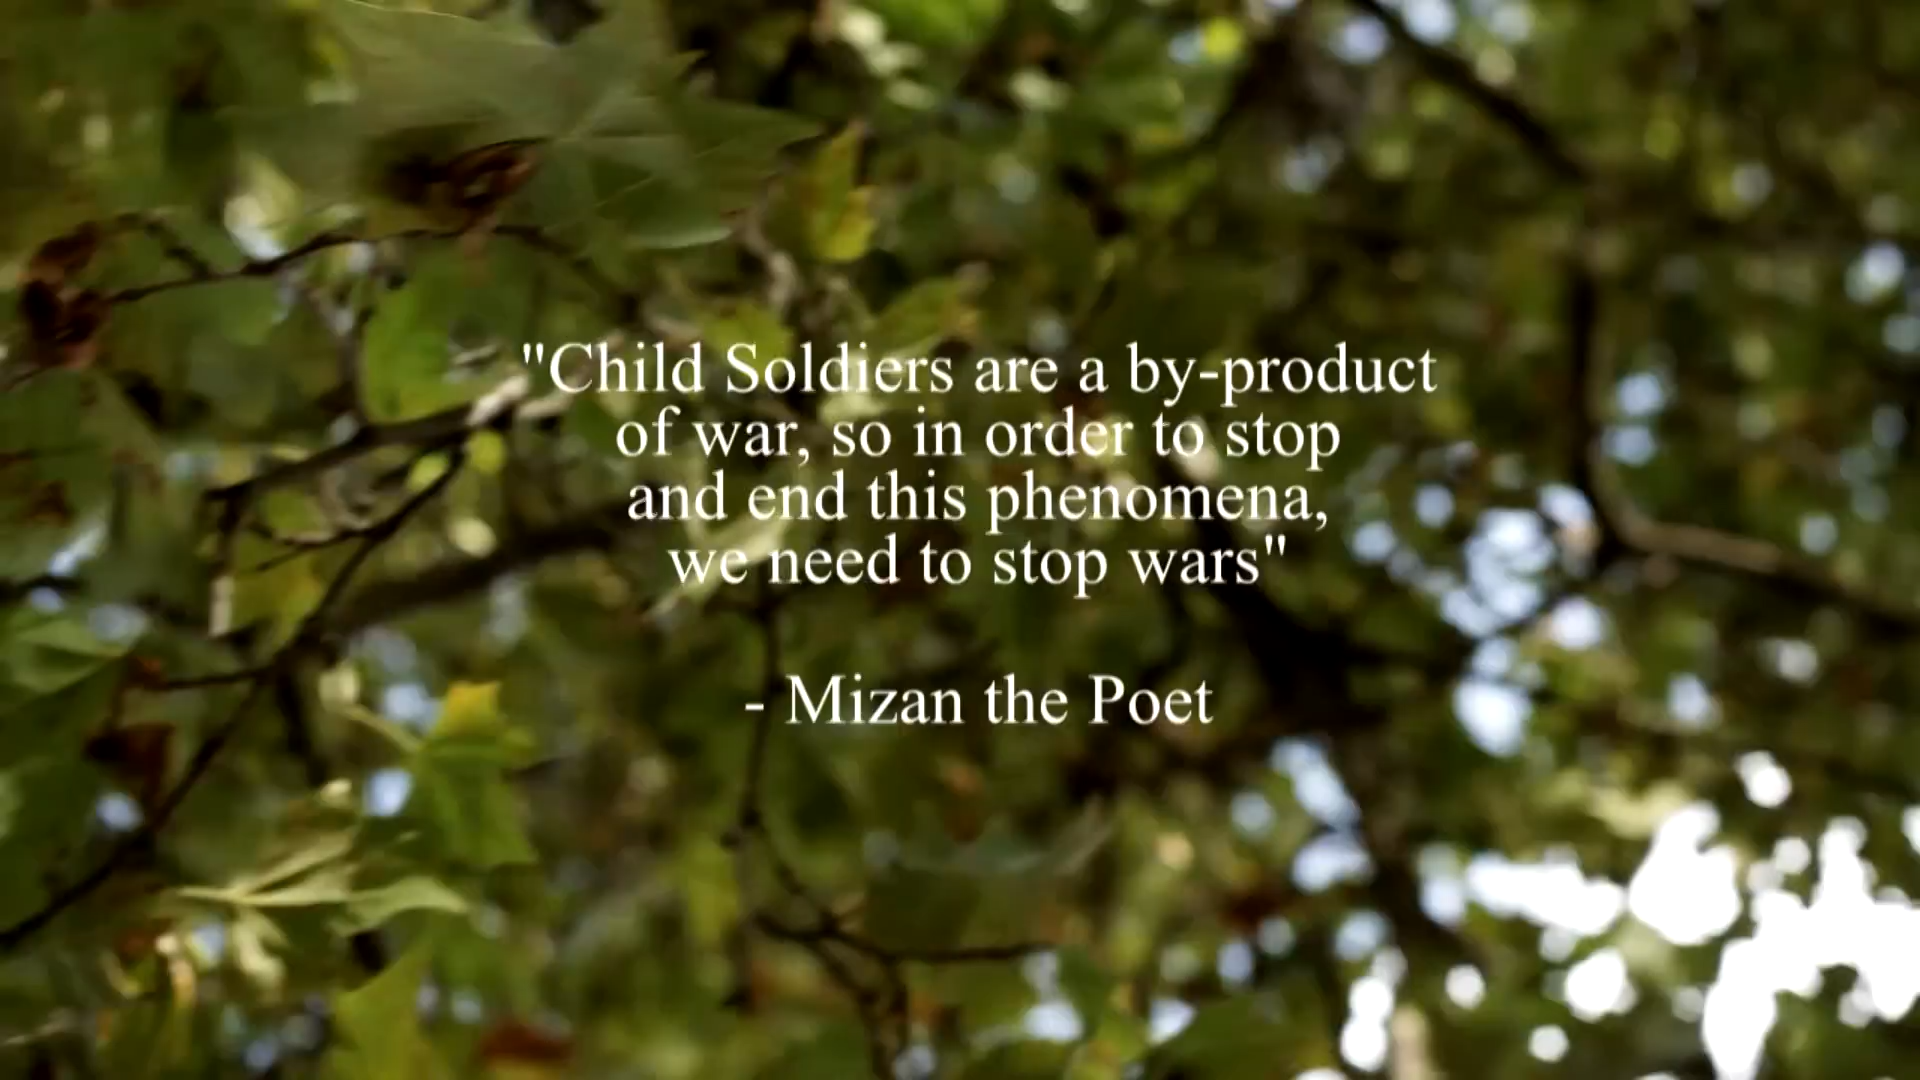 "Child Soldiers are a by-product
of war, so in order to stop
and end this phenomena,
we need to stop wars"
- Mizan the Poet